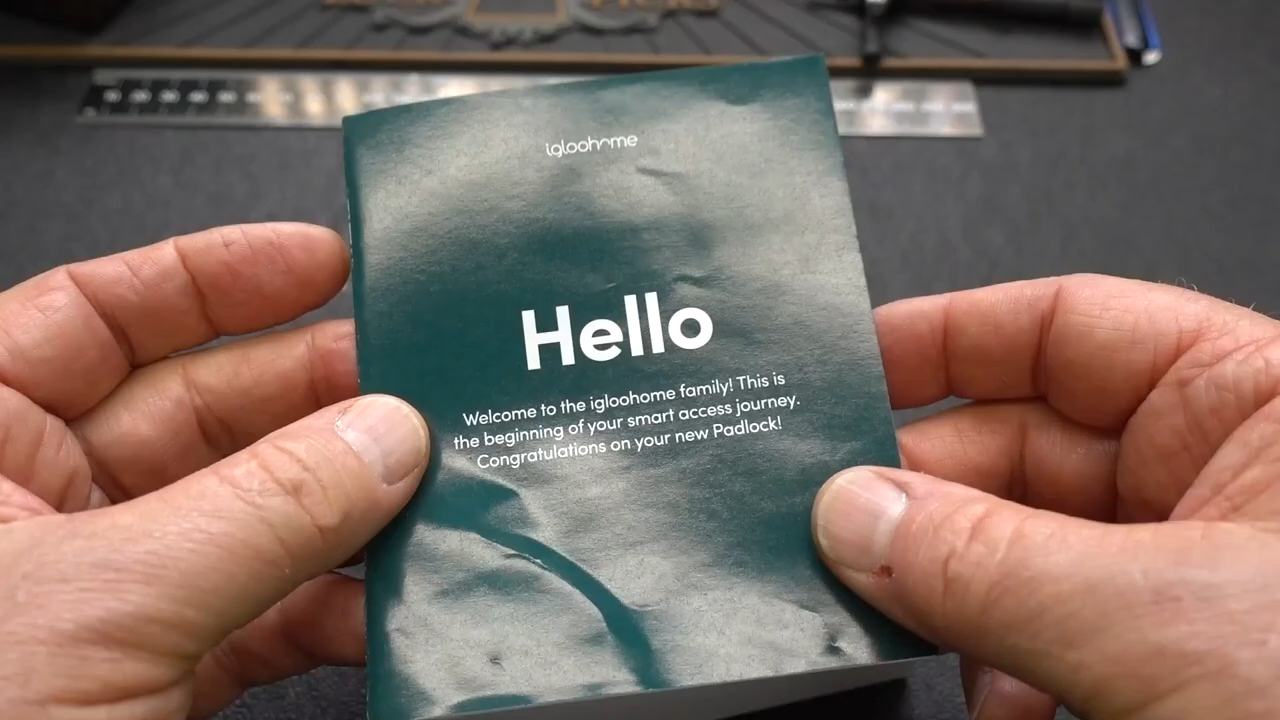 igloohome
Hello
Welcome to the igloohome family! This is
the beginning of your smart access journey.
Congratulations on your new Padlock!